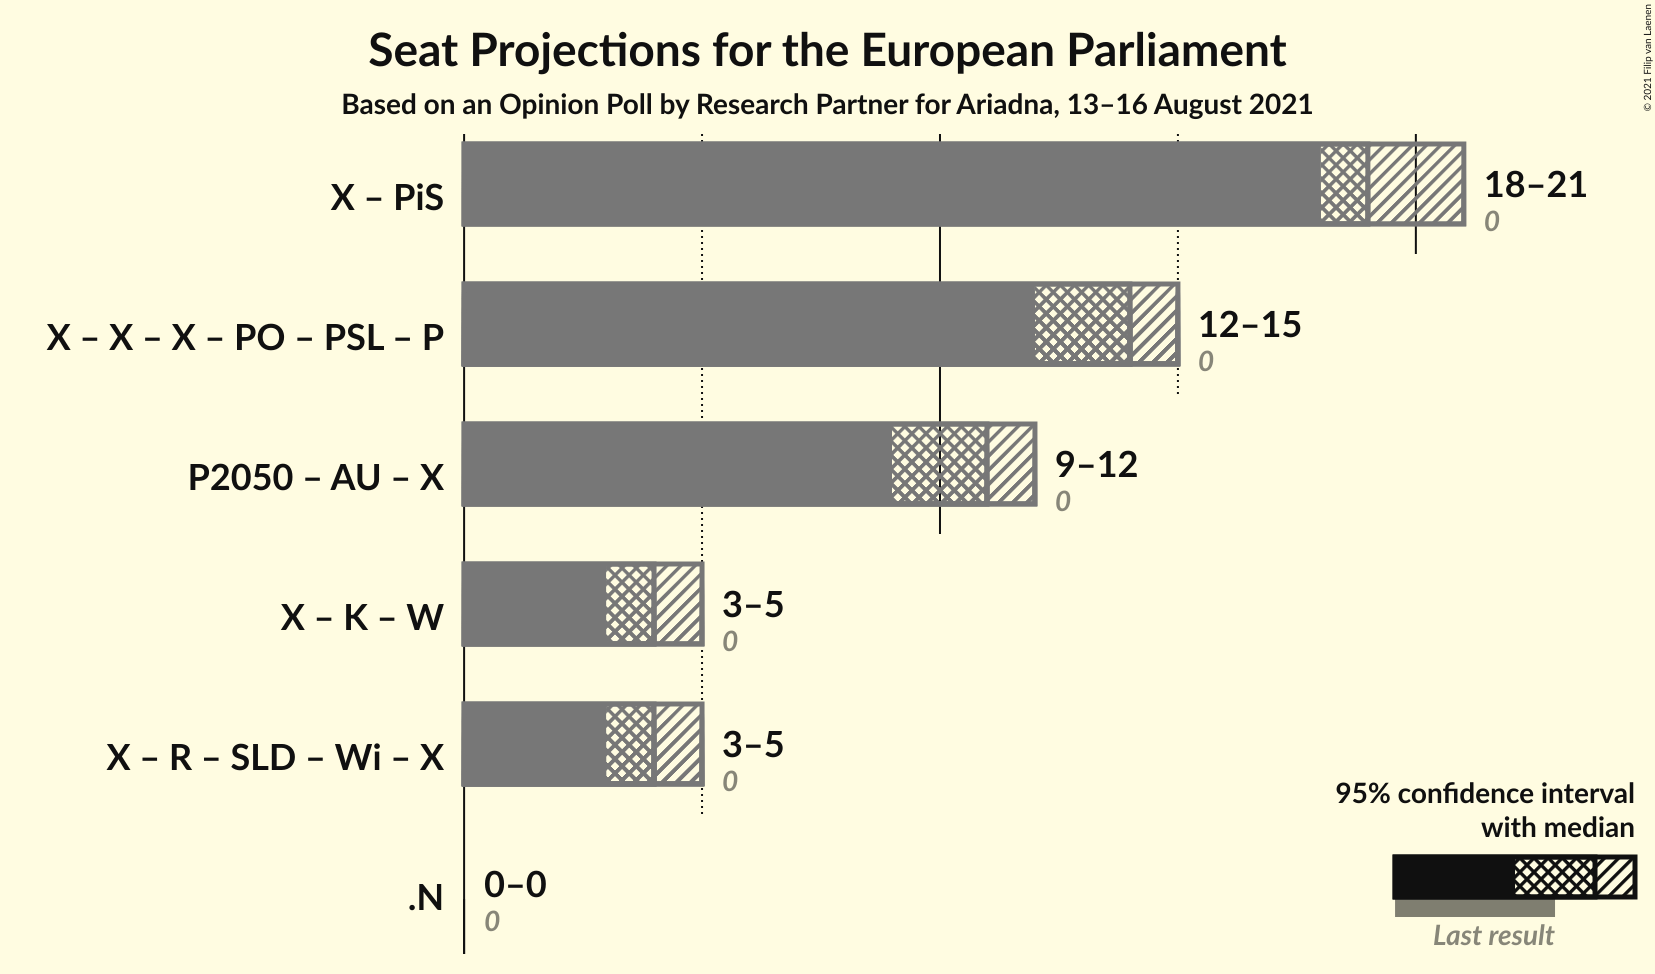 Seat Projections for the European Parliament
Based on an Opinion Poll by Research Partner for Ariadna, 13–16 August 2021
© 2021 Filip van Laenen
X – PiS
18–21
0
X – X – X – PO – PSL – P
12–15
0
P2050 – AU – X
9–12
0
X – K – W
3–5
0
X – R – SLD – Wi – X
3–5
0
.N
0–0
0
95% confidence interval
with median
Last result